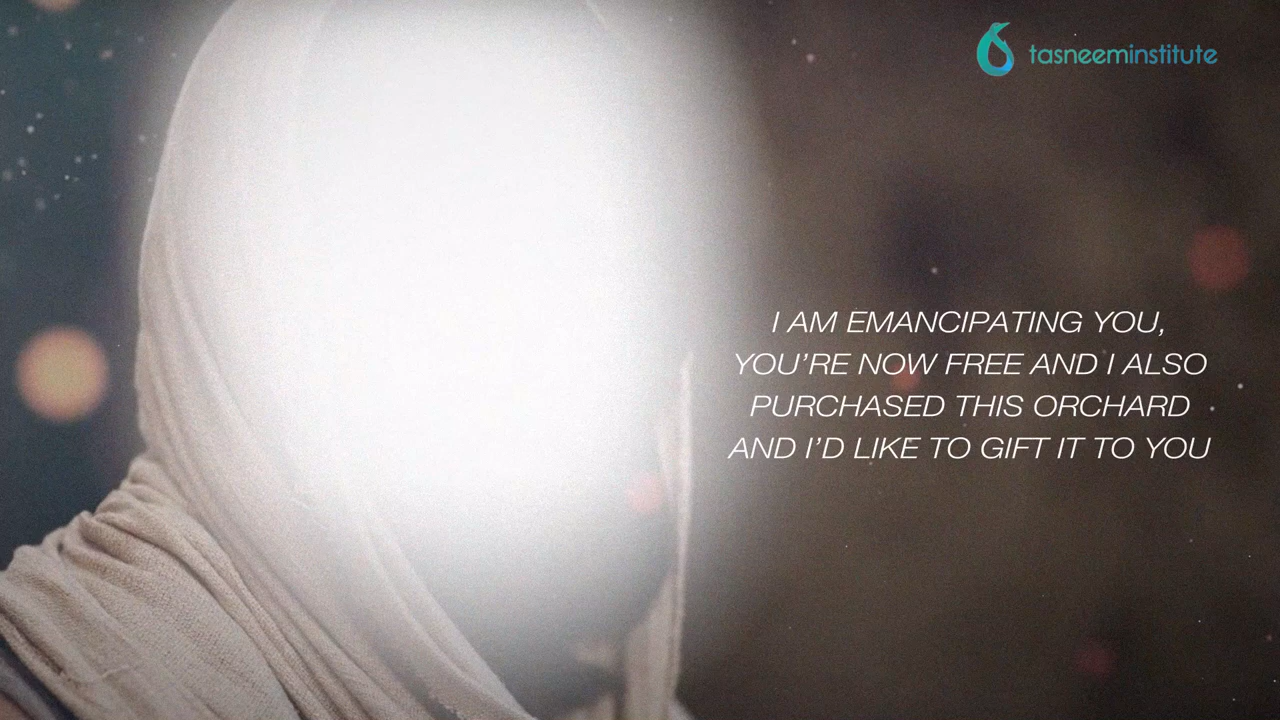 tasneeminstitute
I AM EMANCIPATING YOU,
YOU'RE NOW FREE AND I ALSO
PURCHASED THIS ORCHARD
AND I'D LIKE TO GIFT IT TO YOU